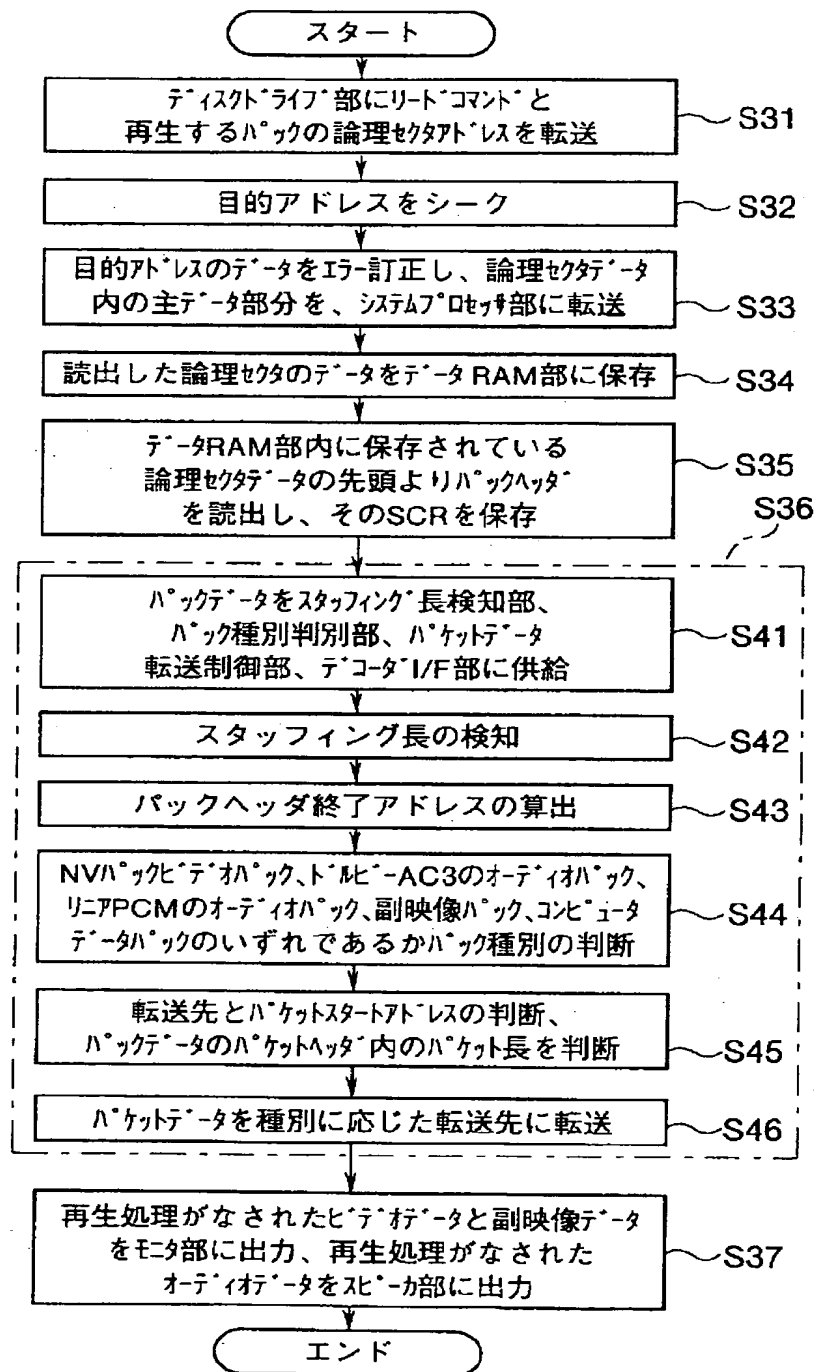 スタート
ディスクドライブ部にリードコマンドと
再生するパックの論理セクタアドレスを転送
S31
目的アドレスをシーク
S32
目的アドレスのデータをエラー訂正し、論理セクタデータ
内の主データ部分を、システムプロセッサ部に転送
S33
読出した論理セクタのデータをデータRAM部に保存
S34
データRAM部内に保存されている
論理セクタデータの先頭よりパックヘッダ
を読出し、そのSCRを保存
S35
S36
パックデータをスタッフィング長検知部、
パック種別判別部、パケットデータ
転送制御部、デコーダI/F部に供給
S41
スタッフィング長の検知
S42
パックヘッダ終了アドレスの算出
S43
NVパックビデオパック、ドルビーAC3のオーディオパック、
リニアPCMのオーディオパック、副映像パック、コンピュータ
データパックのいずれであるかパック種別の判断
S44
転送先とパケットスタートアドレスの判断、
パックデータのパケットヘッダ内のパケット長を判断
S45
パケットデータを種別に応じた転送先に転送
S46
再生処理がなされたビデオデータと副映像データ
をモニタ部に出力、再生処理がなされた
オーディオデータをスピーカ部に出力
S37
エンド